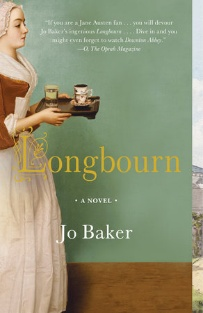 "If you are a Jane Austen fan . . . you will devour
Jo Baker's ingenious Longbourn . . . Dive in and you
might even forget to watch Downton Abbey."
—O, The Oprah Magazine
Longbourn
• A NOVEL •
Jo Baker